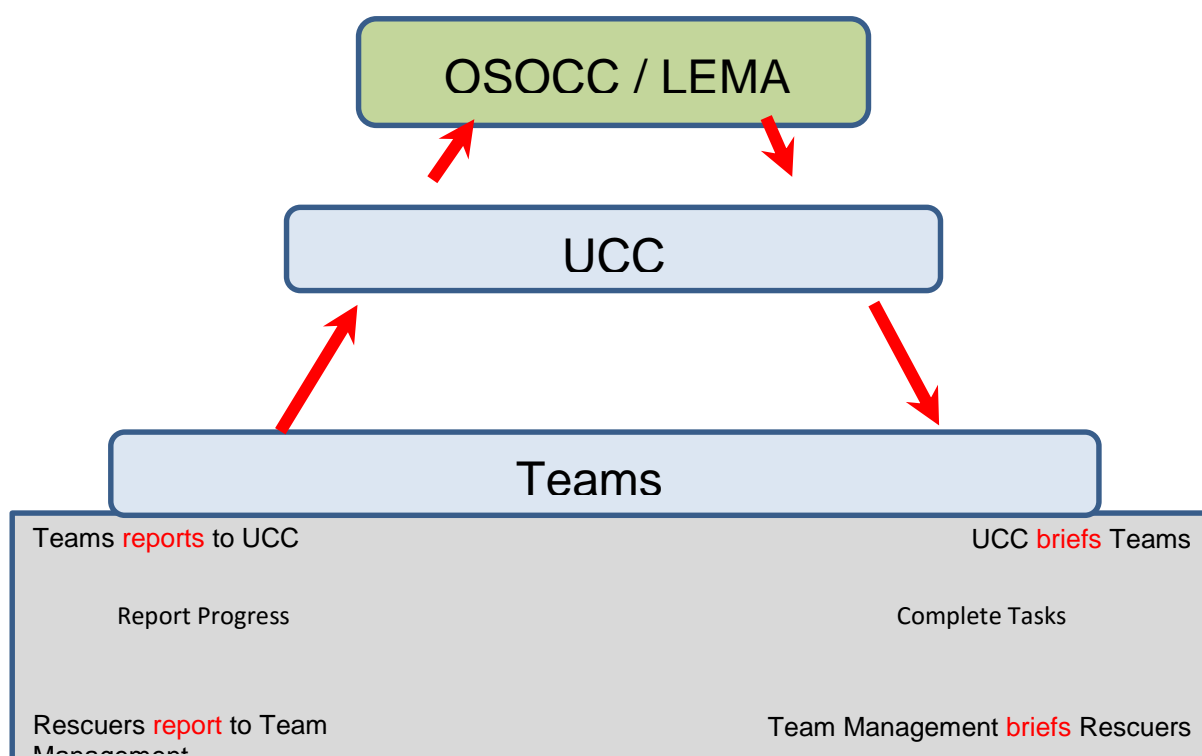 OSOCC / LEMA
UCC
Teams
Teams reports to UCC
UCC briefs Teams
Report Progress
Complete Tasks
Rescuers report to Team
Management
Team Management briefs Rescuers